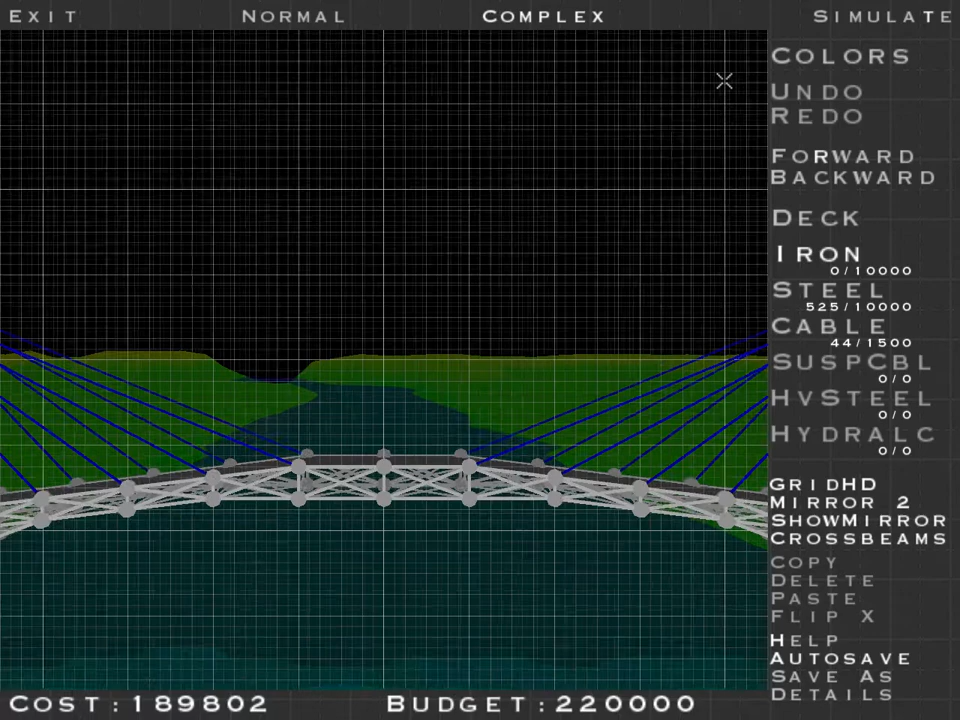 EXIT NORMAL COMPLEX SIMULATE
COLORS
UNDO
REDO
FORWARD
BACKWARD
DECK
IRON
0/10000
STEEL
525/10000
CABLE
44/1500
SUSPCBL
0/0
HVSTEEL
0/0
HYDRALC
0/0
GRIDHD
MIRROR 2
SHOWMIRROR
CROSSBEAMS
COPY
DELETE
PASTE
FLIP X
HELP
AUTOSAVE
SAVE AS
DETAILS
COST:189802 BUDGET:220000